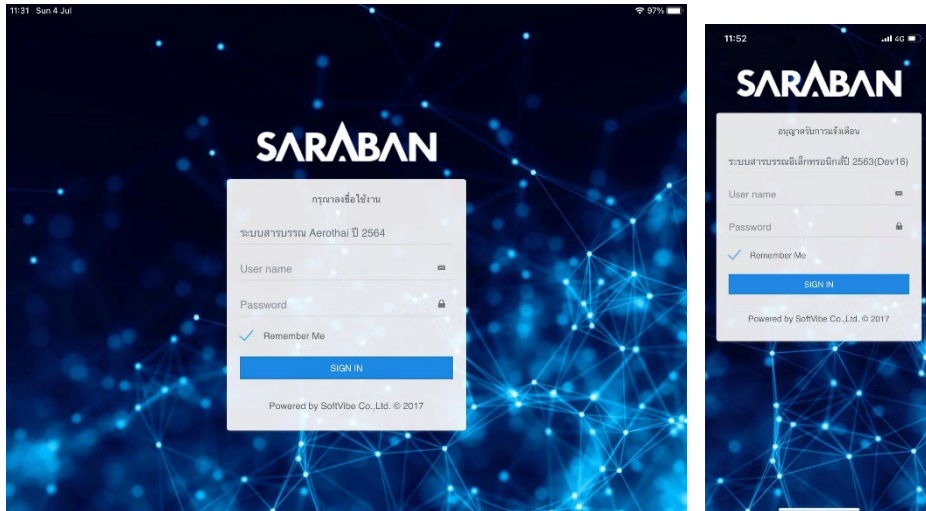 11:31 Sun 4 Jul
97%
SARABAN
กรุณาลงชื่อใช้งาน
ระบบสารบรรณ Aerothai ปี 2564
User name
Password
Remember Me
SIGN IN
Powered by SoftVibe Co.,Ltd. © 2017
11:52
4G
SARABAN
อนุญาตรับการแจ้งเตือน
ระบบสารบรรณอิเล็กทรอนิกส์ปี 2563(Dev16)
User name
Password
Remember Me
SIGN IN
Powered by SoftVibe Co.,Ltd. © 2017